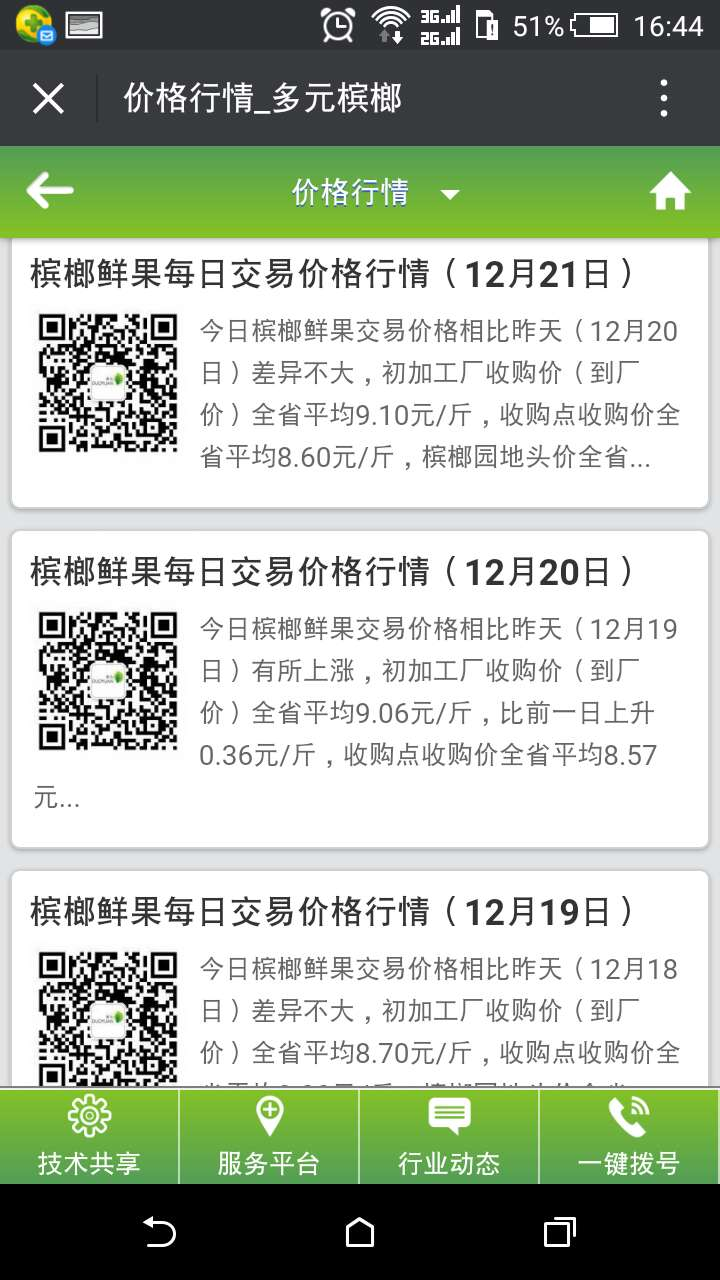 3G
2G
51%
16:44
价格行情_多元槟榔
价格行情
槟榔鲜果每日交易价格行情（12月21日）
今日槟榔鲜果交易价格相比昨天（12月20
日）差异不大，初加工厂收购价（到厂
价）全省平均9.10元/斤，收购点收购价全
省平均8.60元/斤，槟榔园地头价全省...
槟榔鲜果每日交易价格行情（12月20日）
今日槟榔鲜果交易价格相比昨天（12月19
日）有所上涨，初加工厂收购价（到厂
价）全省平均9.06元/斤，比前一日上升
0.36元/斤，收购点收购价全省平均8.57
元...
槟榔鲜果每日交易价格行情（12月19日）
今日槟榔鲜果交易价格相比昨天（12月18
日）差异不大，初加工厂收购价（到厂
价）全省平均8.70元/斤，收购点收购价全
技术共享
服务平台
行业动态
一键拨号